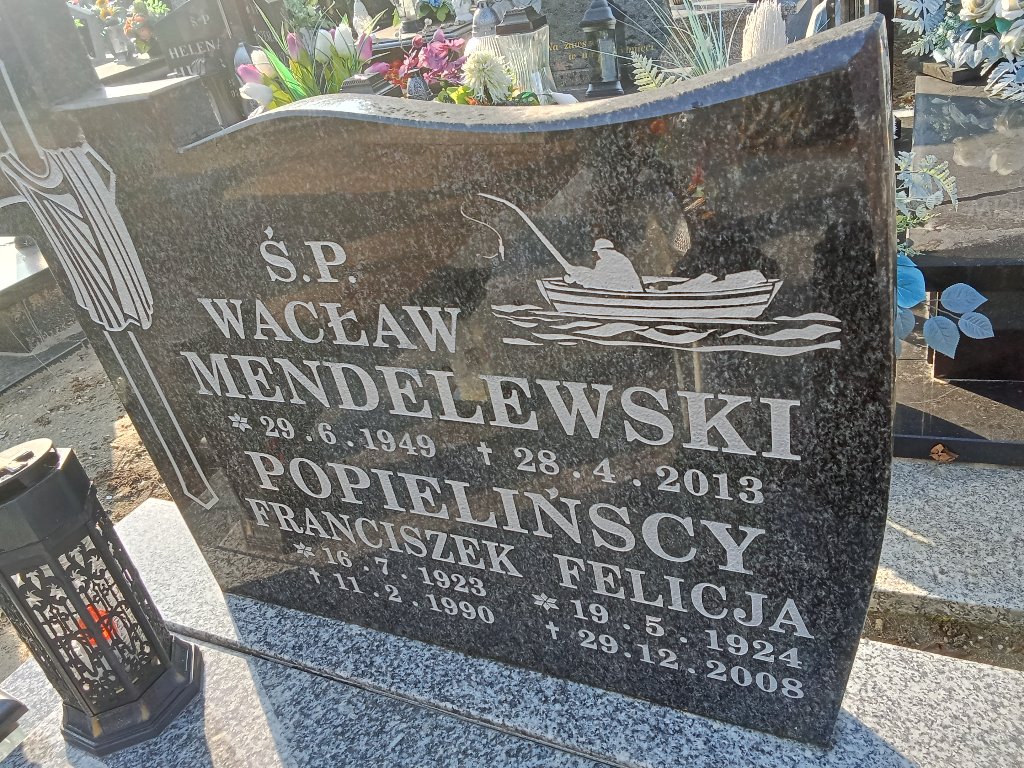 Ś.P.
HELENA
Ś.P.
WACŁAW
MENDELEWSKI
* 29.6.1949 † 28.4.2013
POPIELIŃSCY
FRANCISZEK FELICJA
* 16.7.1923 * 19.5.1924
† 11.2.1990 † 29.12.2008